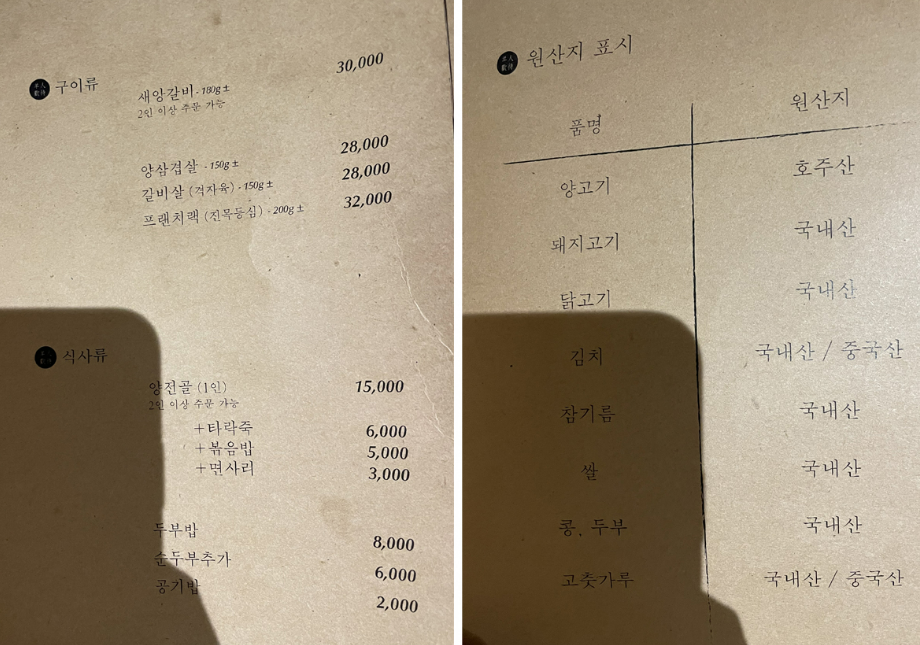 구이류
새양갈비 - 180g± 30,000
2인 이상 주문 가능
양삼겹살 - 150g± 28,000
갈비살 (격자육) - 150g± 28,000
프랜치랙 (진목등심) - 200g± 32,000
식사류
양전골 (1인) 15,000
2인 이상 주문 가능
+타락죽 6,000
+볶음밥 5,000
+면사리 3,000
두부밥 8,000
순두부추가 6,000
공기밥 2,000
원산지 표시
품명 원산지
양고기 호주산
돼지고기 국내산
닭고기 국내산
김치 국내산 / 중국산
참기름 국내산
쌀 국내산
콩, 두부 국내산
고춧가루 국내산 / 중국산